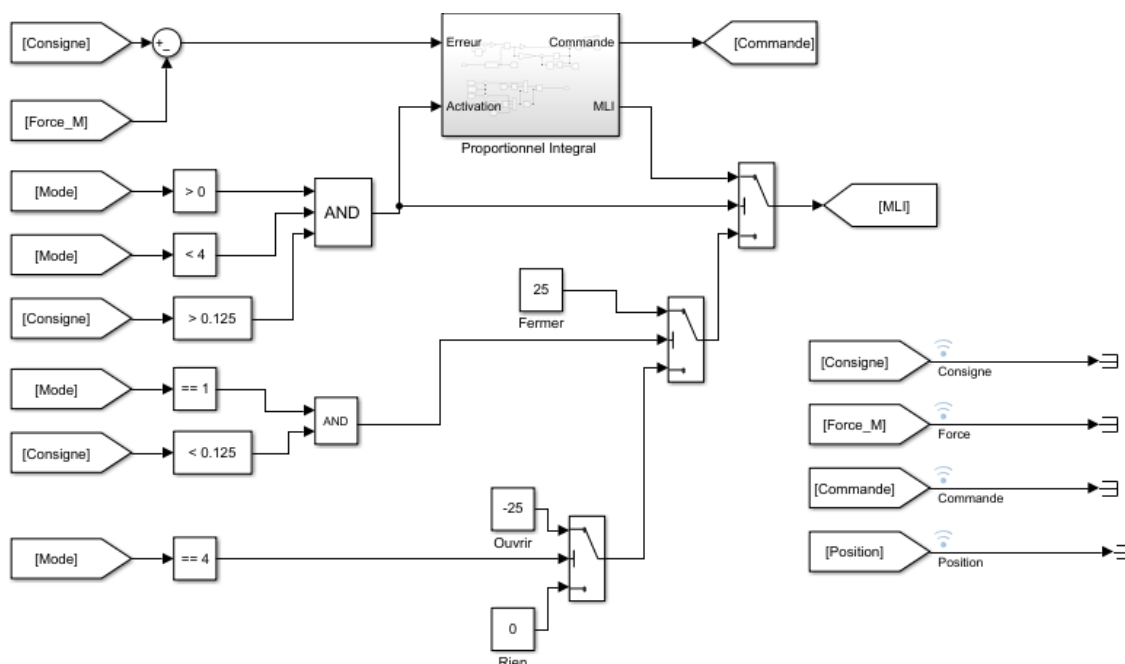 [Consigne]
+
-
Erreur
Commande
[Commande]
[Force_M]
Activation
MLI
Proportionnel Integral
[Mode]
> 0
AND
[MLI]
[Mode]
< 4
[Consigne]
> 0.125
25
Fermer
[Mode]
== 1
AND
[Consigne]
< 0.125
[Consigne]
Consigne
[Force_M]
Force
[Commande]
Commande
[Position]
Position
-25
Ouvrir
[Mode]
== 4
0
Rien